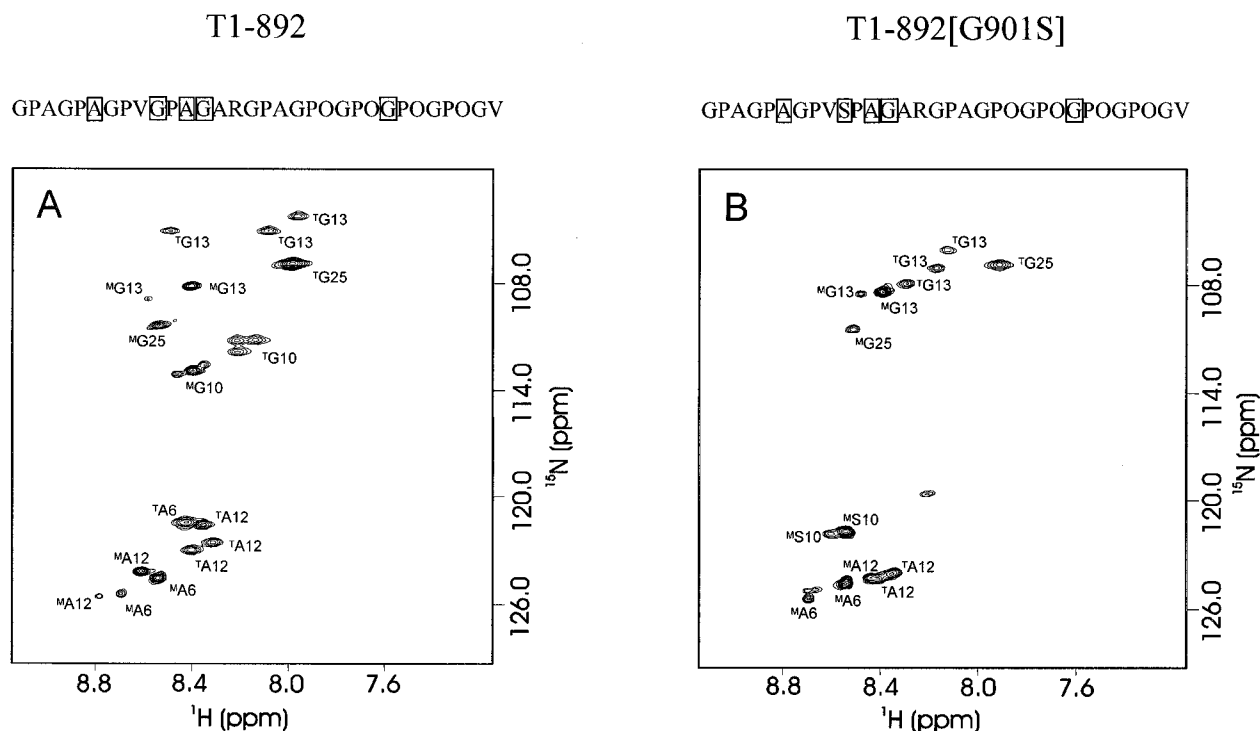 T1-892
GPAGPAGPVGPAGARGPAGPOGPOGPOGPOGV
A
ᵀG13
ᵀG13
ᵀG13
ᵀG25
ᴹG13
ᴹG13
ᴹG25
ᵀG10
ᴹG10
ᵀA6
ᵀA12
ᵀA12
ᵀA12
ᴹA12
ᴹA6
ᴹA12
ᴹA6
108.0
114.0
120.0
126.0
¹⁵N (ppm)
8.8 8.4 8.0 7.6
¹H (ppm)
T1-892[G901S]
GPAGPAGPVSPAGARGPAGPOGPOGPOGPOGV
B
ᵀG13
ᵀG13
ᵀG25
ᵀG13
ᴹG13
ᴹG13
ᴹG25
ᴹS10
ᴹS10
ᴹA12
ᵀA12
ᴹA6
ᴹA6
ᵀA12
108.0
114.0
120.0
126.0
¹⁵N (ppm)
8.8 8.4 8.0 7.6
¹H (ppm)